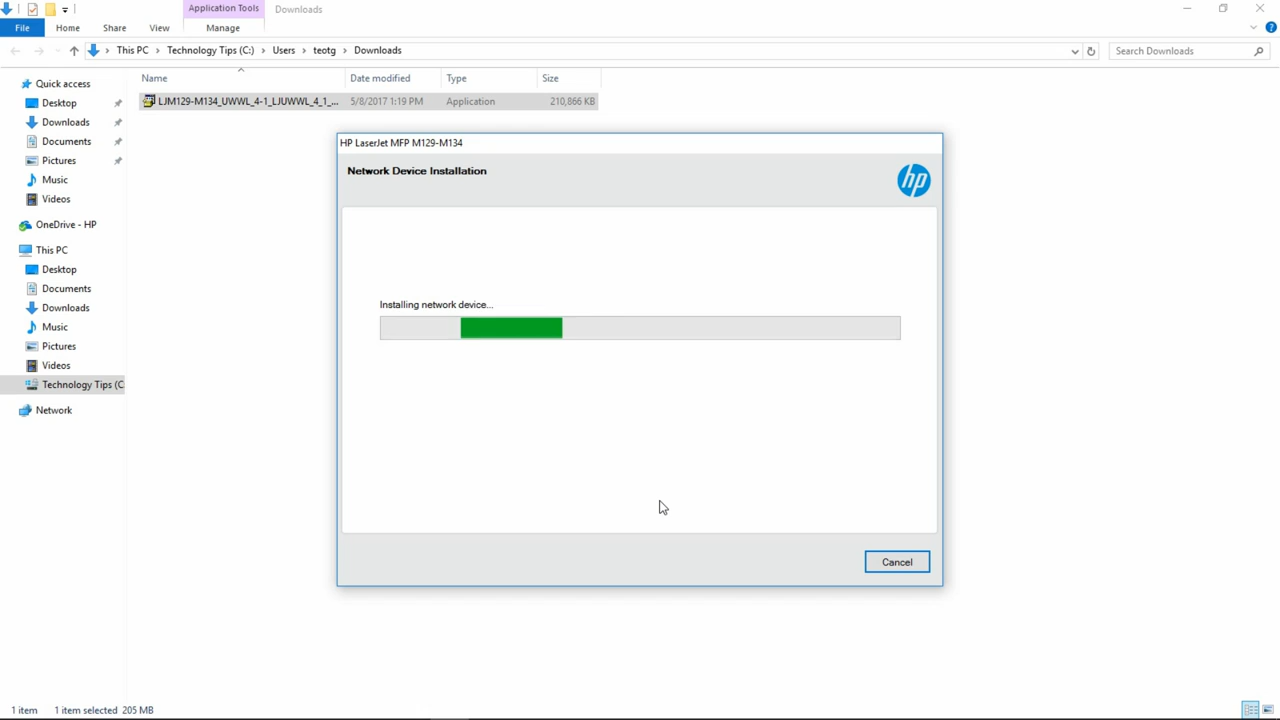 Application Tools Downloads
File Home Share View Manage
This PC Technology Tips (C:) Users teotg Downloads Search Downloads
Name Date modified Type Size
LJM129-M134_UWWL_4-1_LJUWWL_4_1_... 5/8/2017 1:19 PM Application 210,866 KB
Quick access
Desktop
Downloads
Documents
Pictures
Music
Videos
OneDrive - HP
This PC
Desktop
Documents
Downloads
Music
Pictures
Videos
Technology Tips (C
Network
HP LaserJet MFP M129-M134
Network Device Installation
hp
Installing network device...
Cancel
1 item 1 item selected 205 MB